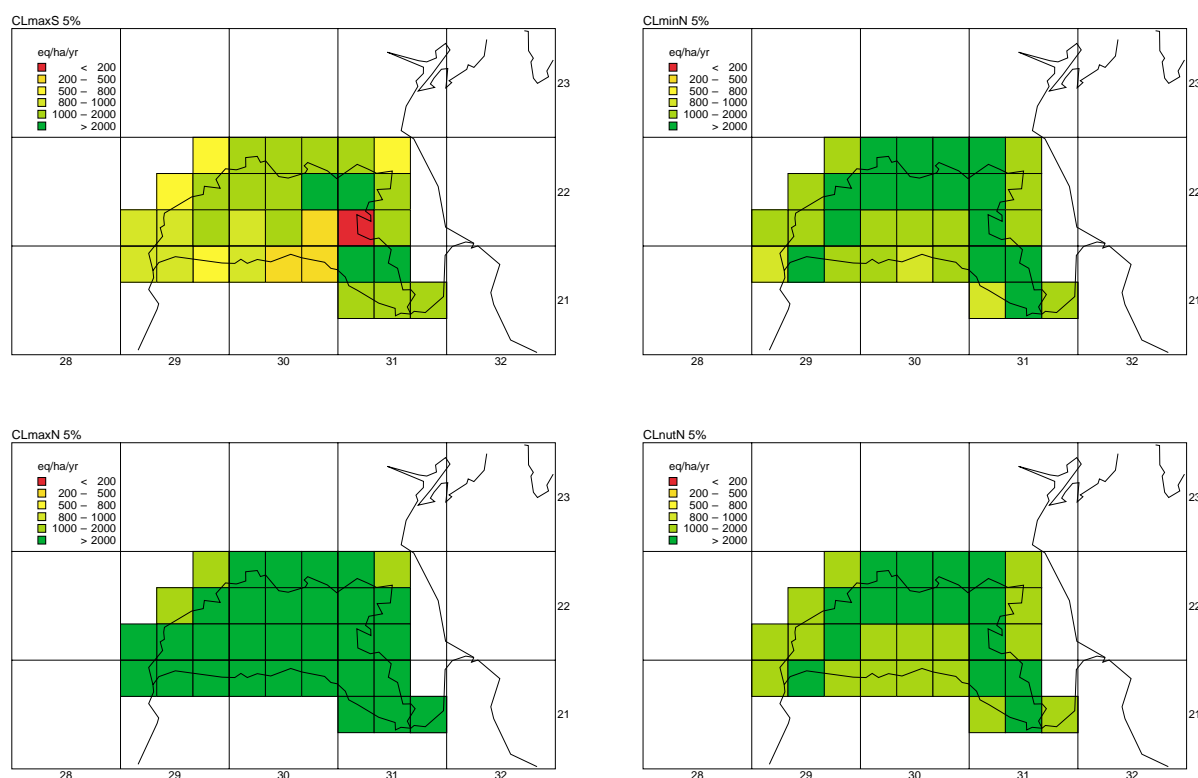 CLmaxS 5%
eq/ha/yr
< 200
200 – 500
500 – 800
800 – 1000
1000 – 2000
> 2000
23
22
21
28 29 30 31 32
CLminN 5%
eq/ha/yr
< 200
200 – 500
500 – 800
800 – 1000
1000 – 2000
> 2000
23
22
21
28 29 30 31 32
CLmaxN 5%
eq/ha/yr
< 200
200 – 500
500 – 800
800 – 1000
1000 – 2000
> 2000
23
22
21
28 29 30 31 32
CLnutN 5%
eq/ha/yr
< 200
200 – 500
500 – 800
800 – 1000
1000 – 2000
> 2000
23
22
21
28 29 30 31 32